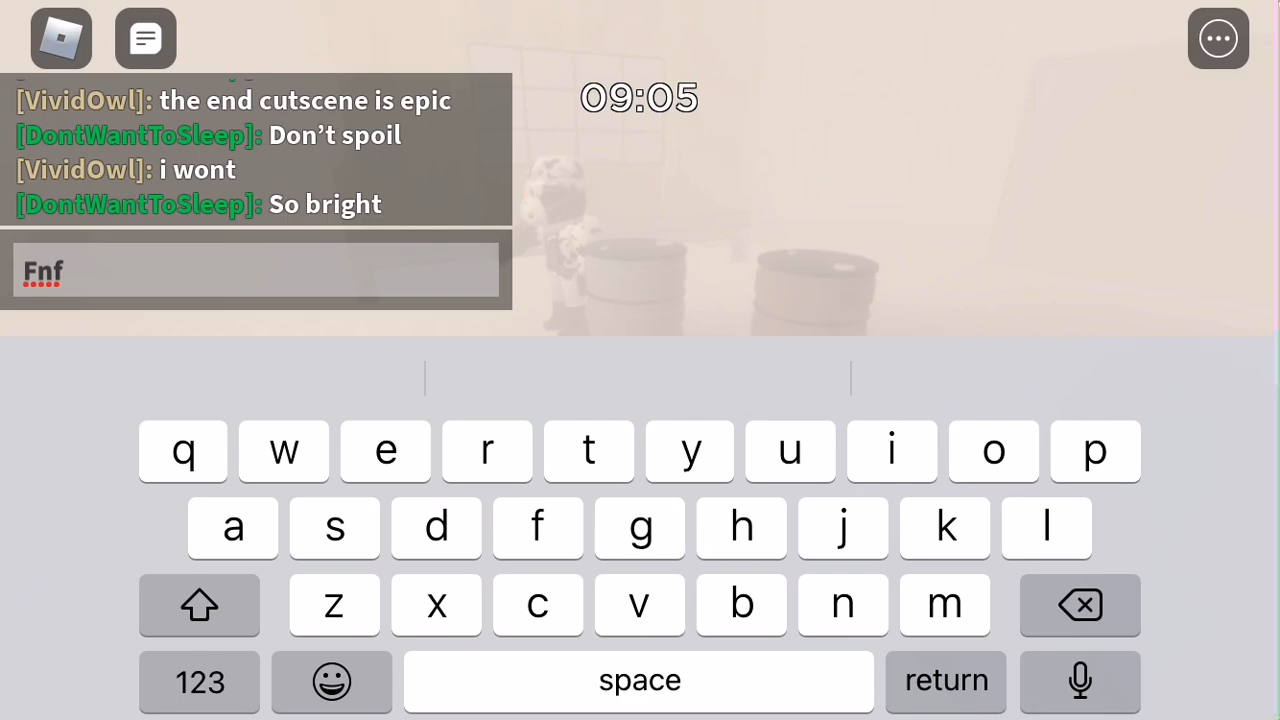 09:05
[VividOwl]: the end cutscene is epic
[DontWantToSleep]: Don’t spoil
[VividOwl]: i wont
[DontWantToSleep]: So bright
Fnf
q w e r t y u i o p
a s d f g h j k l
z x c v b n m
123 space return